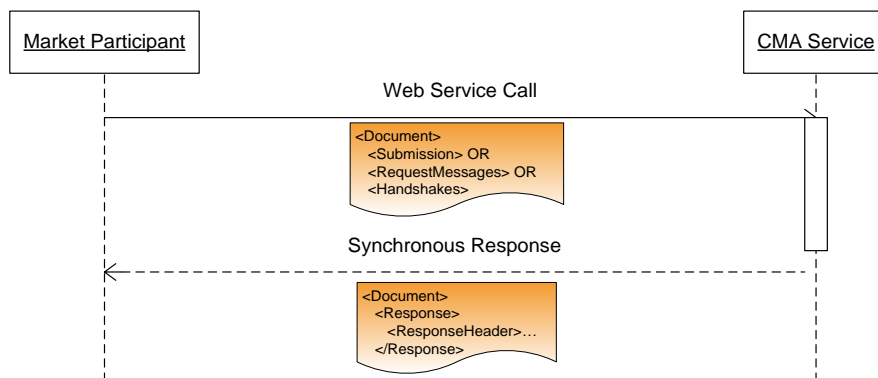 Market Participant
CMA Service
Web Service Call
<Document>
<Submission> OR
<RequestMessages> OR
<Handshakes>
Synchronous Response
<Document>
<Response>
<ResponseHeader>…
</Response>